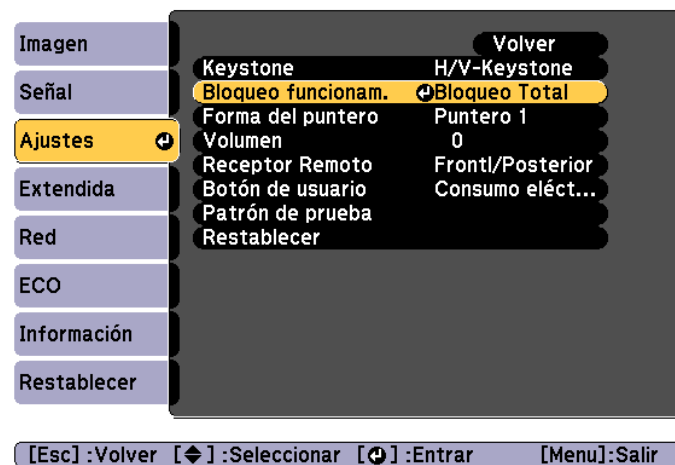 Imagen
Señal
Ajustes
Extendida
Red
ECO
Información
Restablecer
Volver
Keystone H/V-Keystone
Bloqueo funcionam. Bloqueo Total
Forma del puntero Puntero 1
Volumen 0
Receptor Remoto Frontl/Posterior
Botón de usuario Consumo eléct...
Patrón de prueba
Restablecer
[Esc] :Volver [◆] :Seleccionar [⏎] :Entrar [Menu]:Salir